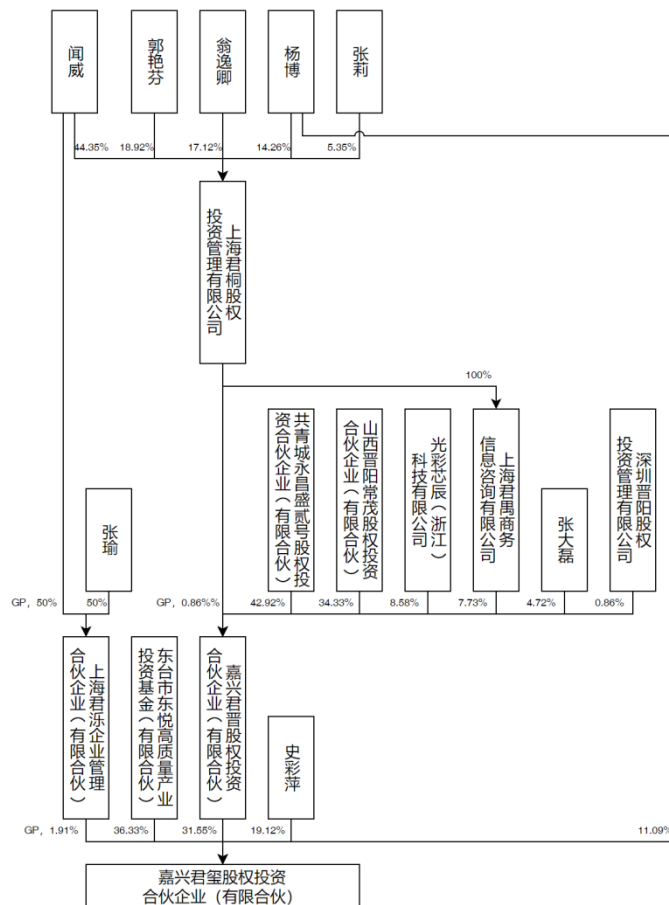 闻威
郭艳芬
翁逸卿
杨博
张莉
44.35%
18.92%
17.12%
14.26%
5.35%
上海君桐股权
投资管理有限公司
100%
共青城永昌盛贰号股权投
资合伙企业（有限合伙）
山西晋阳常茂股权投资
合伙企业（有限合伙）
光彩芯辰（浙江）
科技有限公司
上海君禺商务
信息咨询有限公司
张大磊
深圳晋阳股权
投资管理有限公司
张瑜
GP，50%
50%
GP，0.86%%
42.92%
34.33%
8.58%
7.73%
4.72%
0.86%
上海君泺企业管理
合伙企业（有限合伙）
东台市东悦高质量产业
投资基金（有限合伙）
嘉兴君晋股权投资
合伙企业（有限合伙）
史彩萍
GP，1.91%
36.33%
31.55%
19.12%
11.09%
嘉兴君玺股权投资
合伙企业（有限合伙）